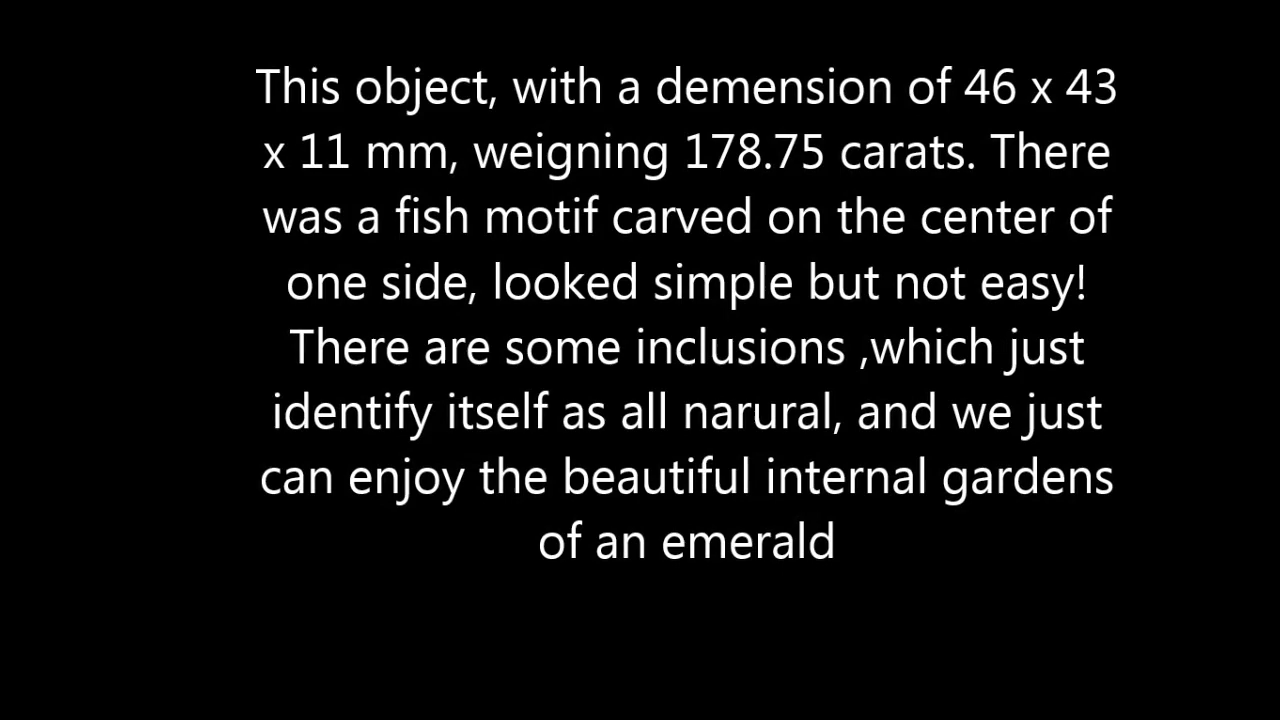 This object, with a demension of 46 x 43
x 11 mm, weigning 178.75 carats. There
was a fish motif carved on the center of
one side, looked simple but not easy!
There are some inclusions ,which just
identify itself as all narural, and we just
can enjoy the beautiful internal gardens
of an emerald